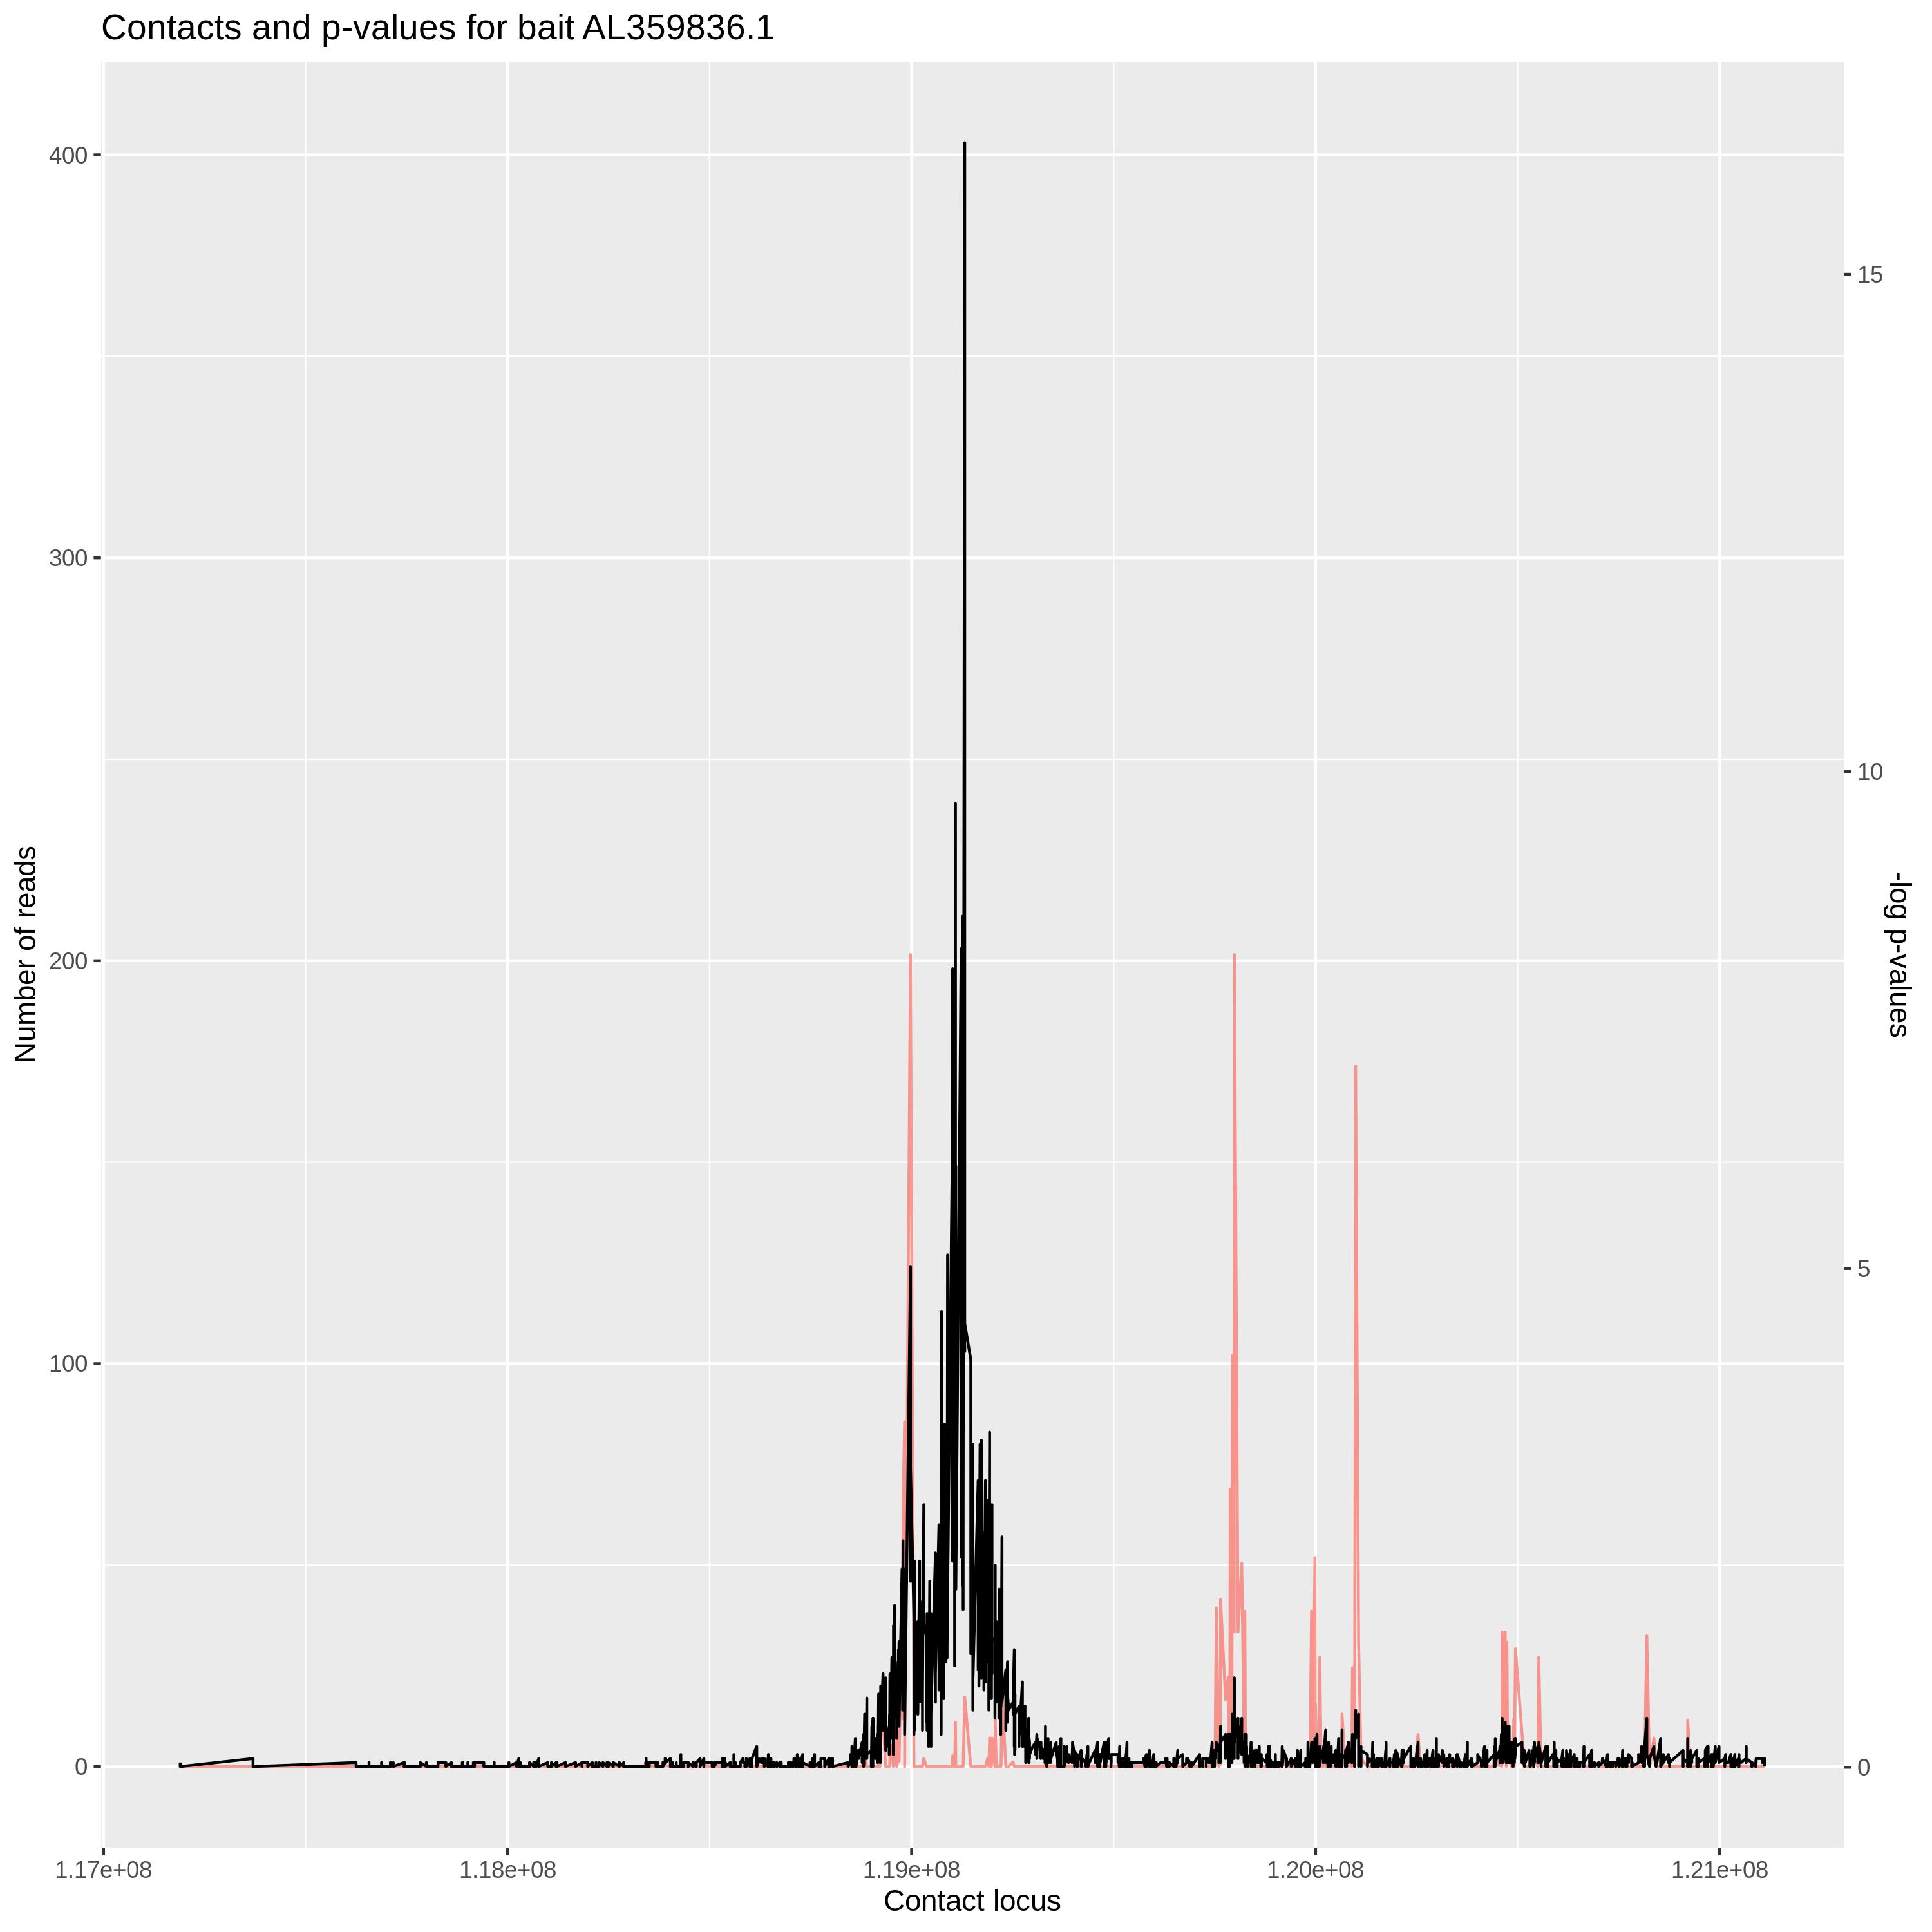 Contacts and p-values for bait AL359836.1
400
300
200
100
0
Number of reads
15
10
5
0
-log p-values
1.17e+08
1.18e+08
1.19e+08
1.20e+08
1.21e+08
Contact locus